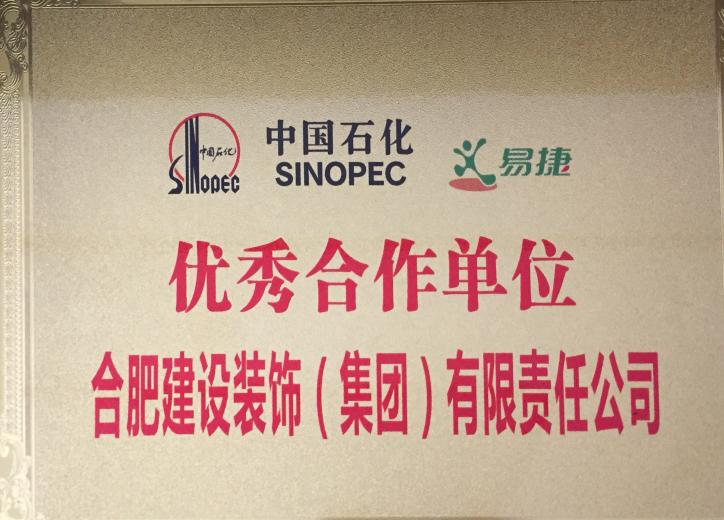 中国石化 SINOPEC
中国石化
SINOPEC
易捷
优秀合作单位
合肥建设装饰（集团）有限责任公司